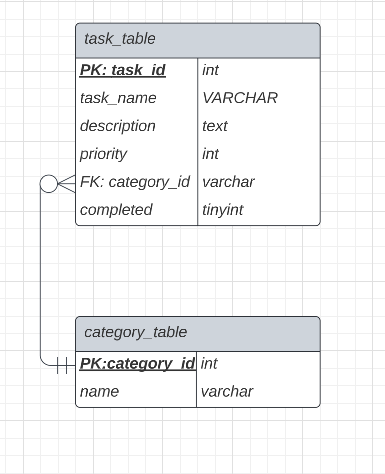 task_table
PK: task_id int
task_name VARCHAR
description text
priority int
FK: category_id varchar
completed tinyint
category_table
PK:category_id int
name varchar